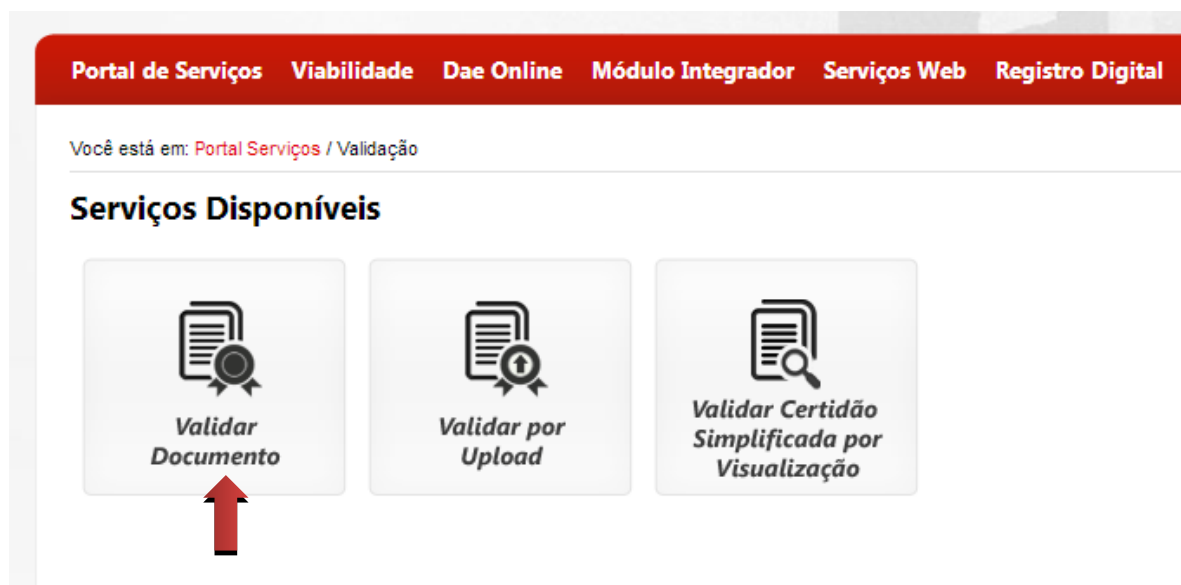 Portal de Serviços Viabilidade Dae Online Módulo Integrador Serviços Web Registro Digital
Você está em: Portal Serviços / Validação
Serviços Disponíveis
Validar
Documento
Validar por
Upload
Validar Certidão
Simplificada por
Visualização